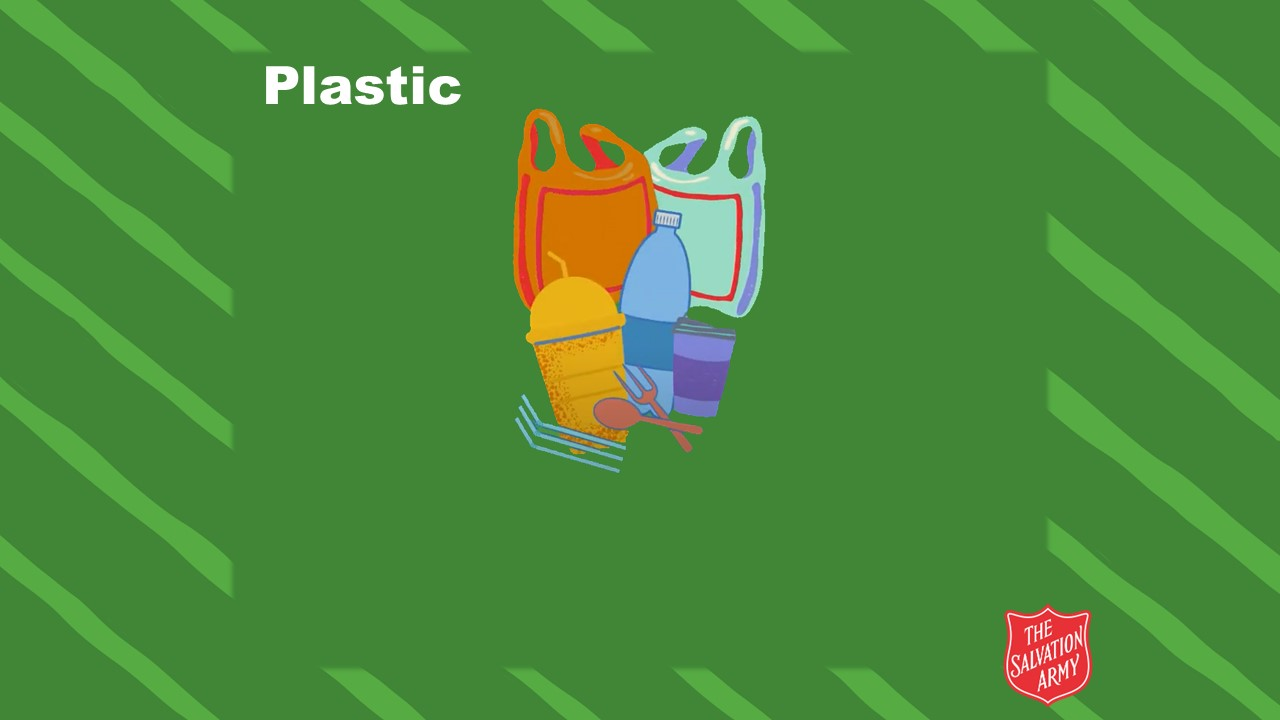 Plastic
THE
SALVATION
ARMY